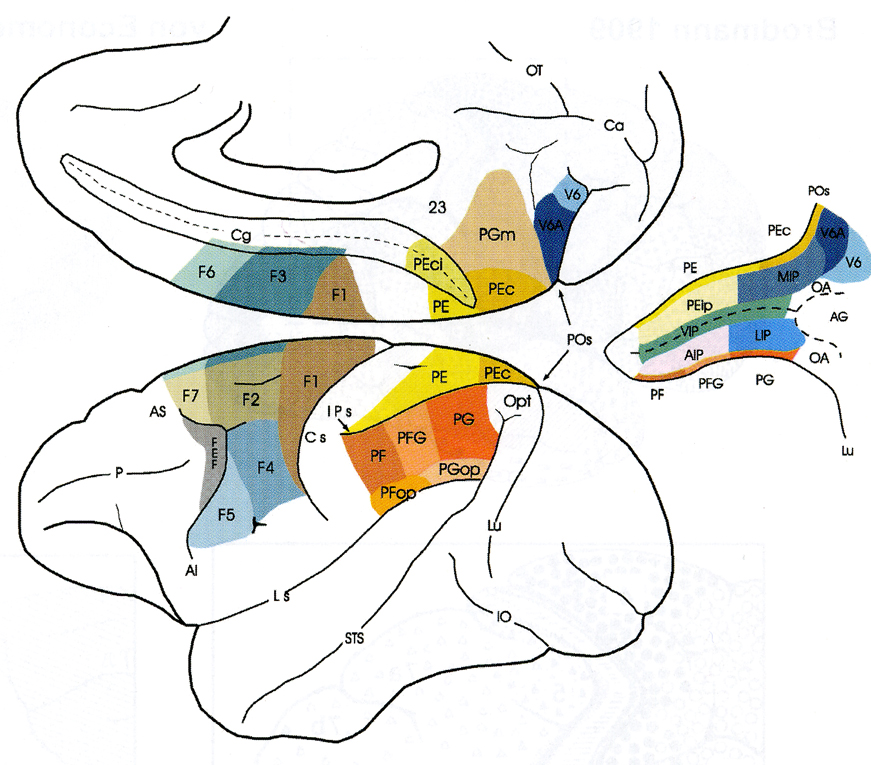 OT
Ca
23
V6
V6A
PGm
Cg
PEci
F6
F3
F1
PEc
PE
POs
POs
PEc
V6A
PE
V6
MIP
OA
PEip
AG
VIP
LIP
AIP
OA
PF
PFG
PG
Lu
F1
PE
PEc
F7
F2
Opt
AS
IPs
PG
Cs
PFG
FEF
PF
F4
PGop
P
PFop
F5
Lu
AI
Ls
IO
STS